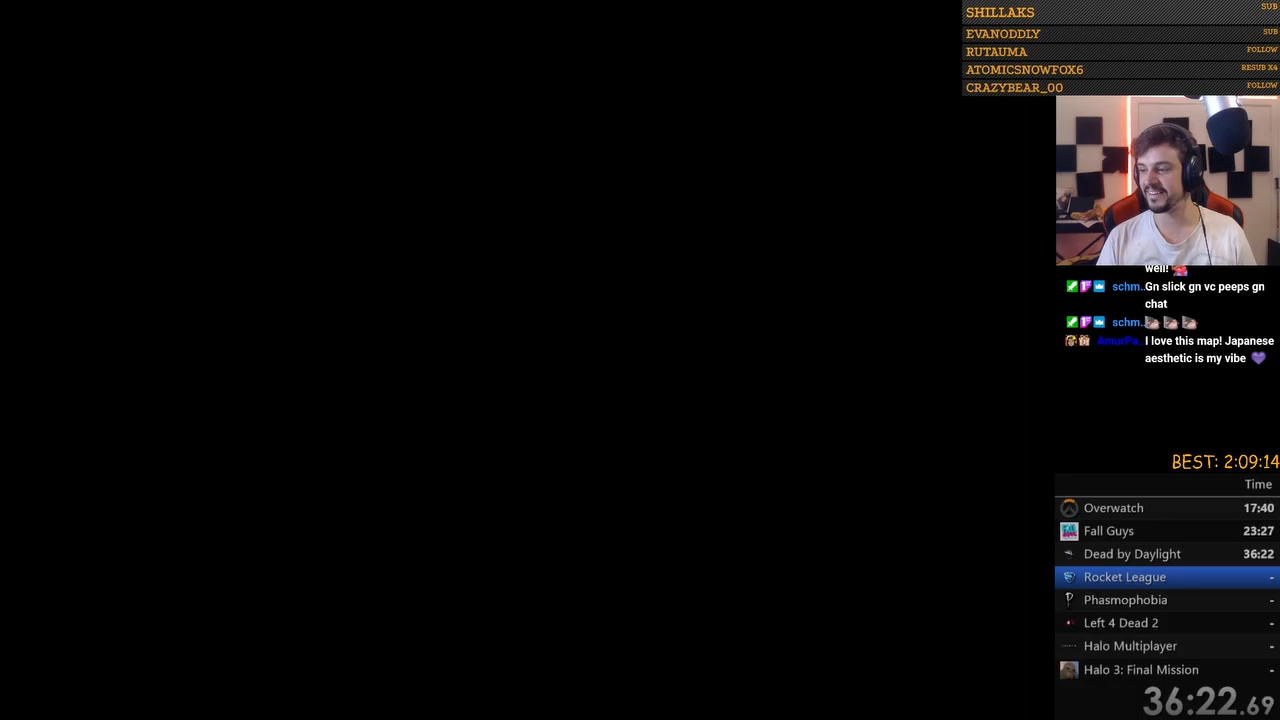 SHILLAKS SUB
EVANODDLY SUB
RUTAUMA FOLLOW
ATOMICSNOWFOX6 RESUB X4
CRAZYBEAR_00 FOLLOW
well!
schm.. Gn slick gn vc peeps gn
chat
schm..
AmurPa.. I love this map! Japanese
aesthetic is my vibe
BEST: 2:09:14
Time
Overwatch 17:40
Fall Guys 23:27
Dead by Daylight 36:22
Rocket League -
Phasmophobia -
Left 4 Dead 2 -
Halo Multiplayer -
Halo 3: Final Mission -
36:22.69